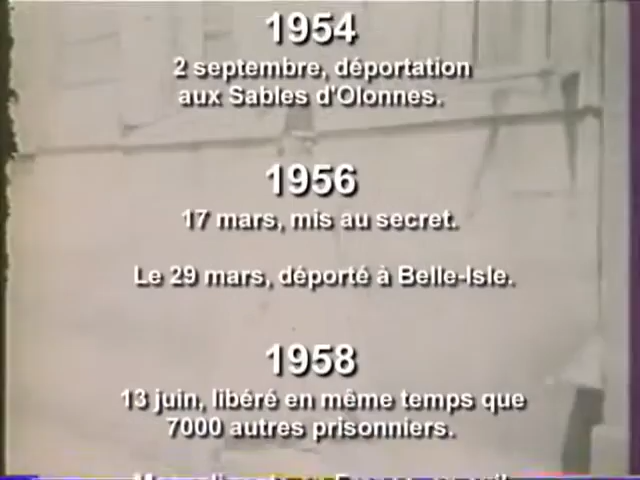 1954
2 septembre, déportation
aux Sables d'Olonnes.
1956
17 mars, mis au secret.
Le 29 mars, déporté à Belle-Isle.
1958
13 juin, libéré en même temps que
7000 autres prisonniers.